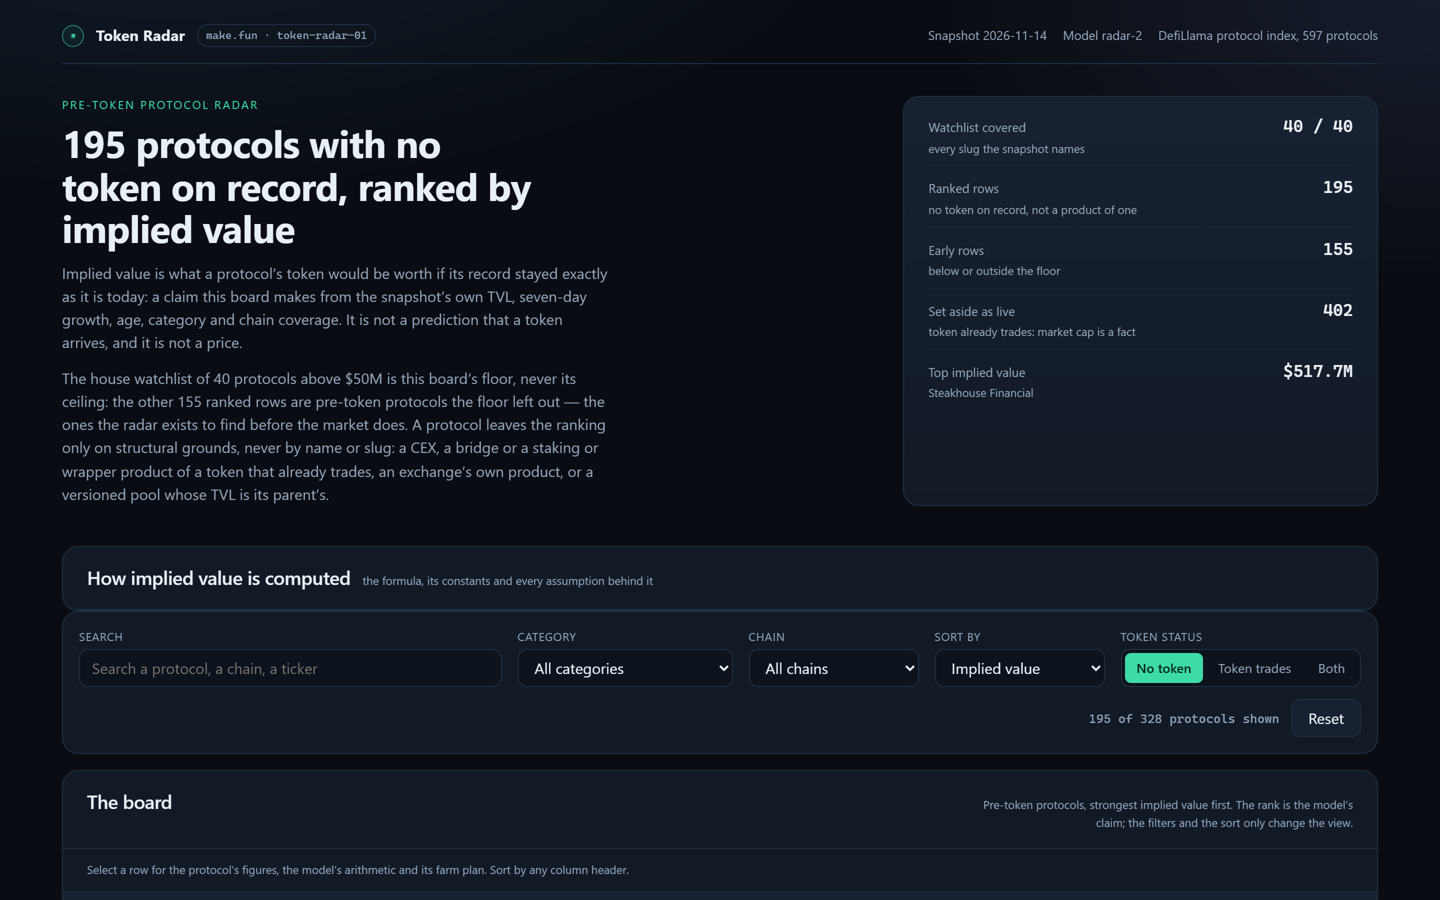 Token Radar
make.fun · token-radar-01
Snapshot 2026-11-14 Model radar-2 DefiLlama protocol index, 597 protocols
PRE-TOKEN PROTOCOL RADAR
195 protocols with no
token on record, ranked by
implied value
Implied value is what a protocol's token would be worth if its record stayed exactly
as it is today: a claim this board makes from the snapshot's own TVL, seven-day
growth, age, category and chain coverage. It is not a prediction that a token
arrives, and it is not a price.
The house watchlist of 40 protocols above $50M is this board's floor, never its
ceiling: the other 155 ranked rows are pre-token protocols the floor left out — the
ones the radar exists to find before the market does. A protocol leaves the ranking
only on structural grounds, never by name or slug: a CEX, a bridge or a staking or
wrapper product of a token that already trades, an exchange's own product, or a
versioned pool whose TVL is its parent's.
Watchlist covered 40 / 40
every slug the snapshot names
Ranked rows 195
no token on record, not a product of one
Early rows 155
below or outside the floor
Set aside as live 402
token already trades: market cap is a fact
Top implied value $517.7M
Steakhouse Financial
How implied value is computed the formula, its constants and every assumption behind it
SEARCH CATEGORY CHAIN SORT BY TOKEN STATUS
Search a protocol, a chain, a ticker All categories All chains Implied value No token Token trades Both
195 of 328 protocols shown Reset
The board
Pre-token protocols, strongest implied value first. The rank is the model's
claim; the filters and the sort only change the view.
Select a row for the protocol's figures, the model's arithmetic and its farm plan. Sort by any column header.